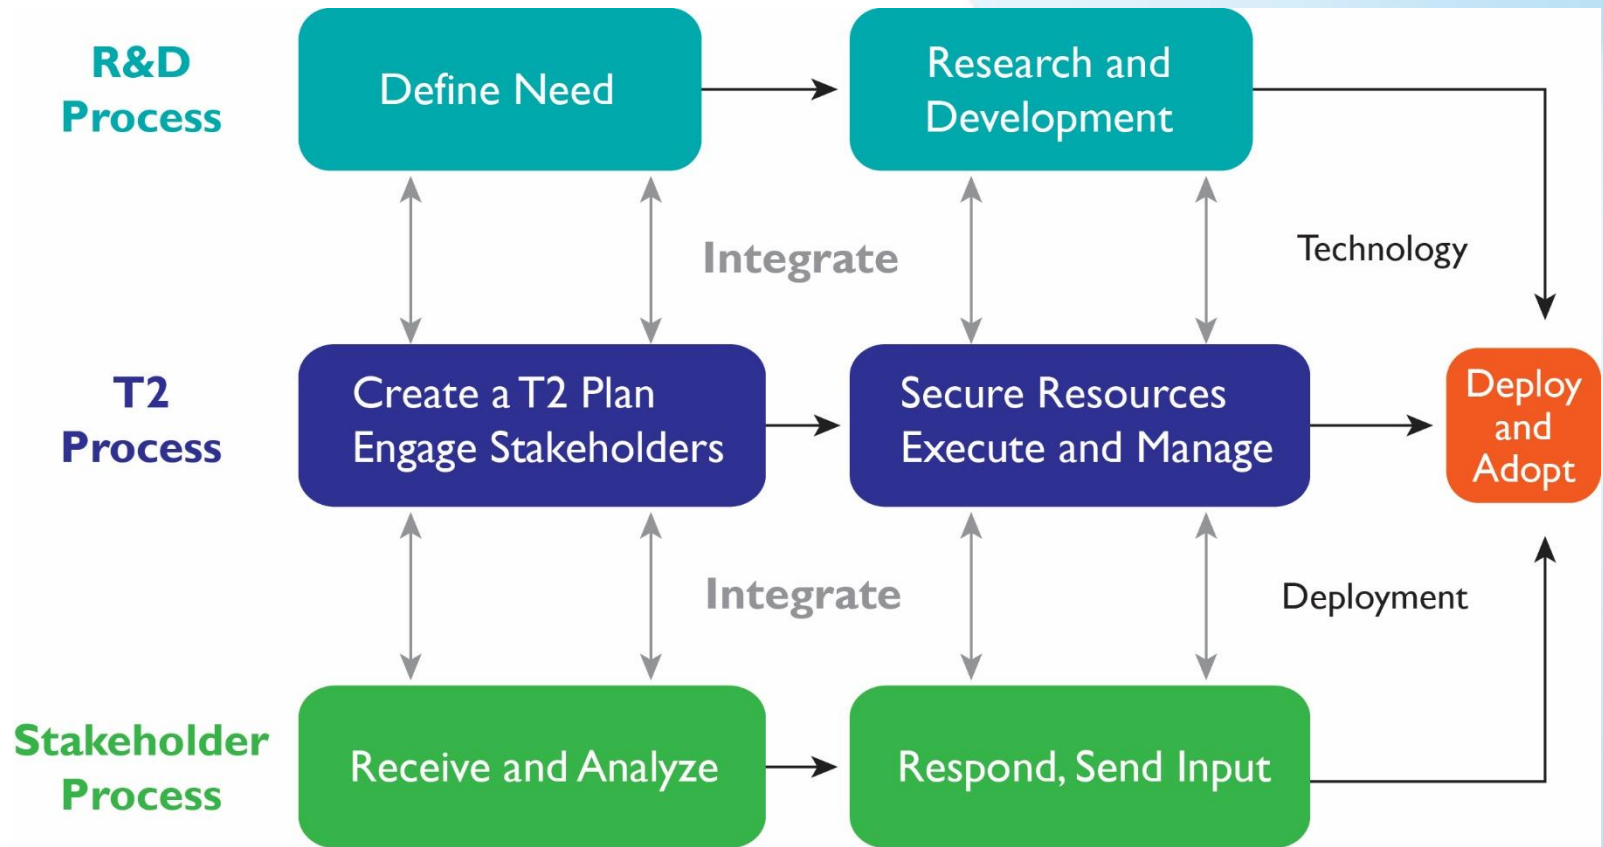 R&D
Process
Define Need
Research and
Development
Integrate
Technology
T2
Process
Create a T2 Plan
Engage Stakeholders
Secure Resources
Execute and Manage
Deploy
and
Adopt
Integrate
Deployment
Stakeholder
Process
Receive and Analyze
Respond, Send Input